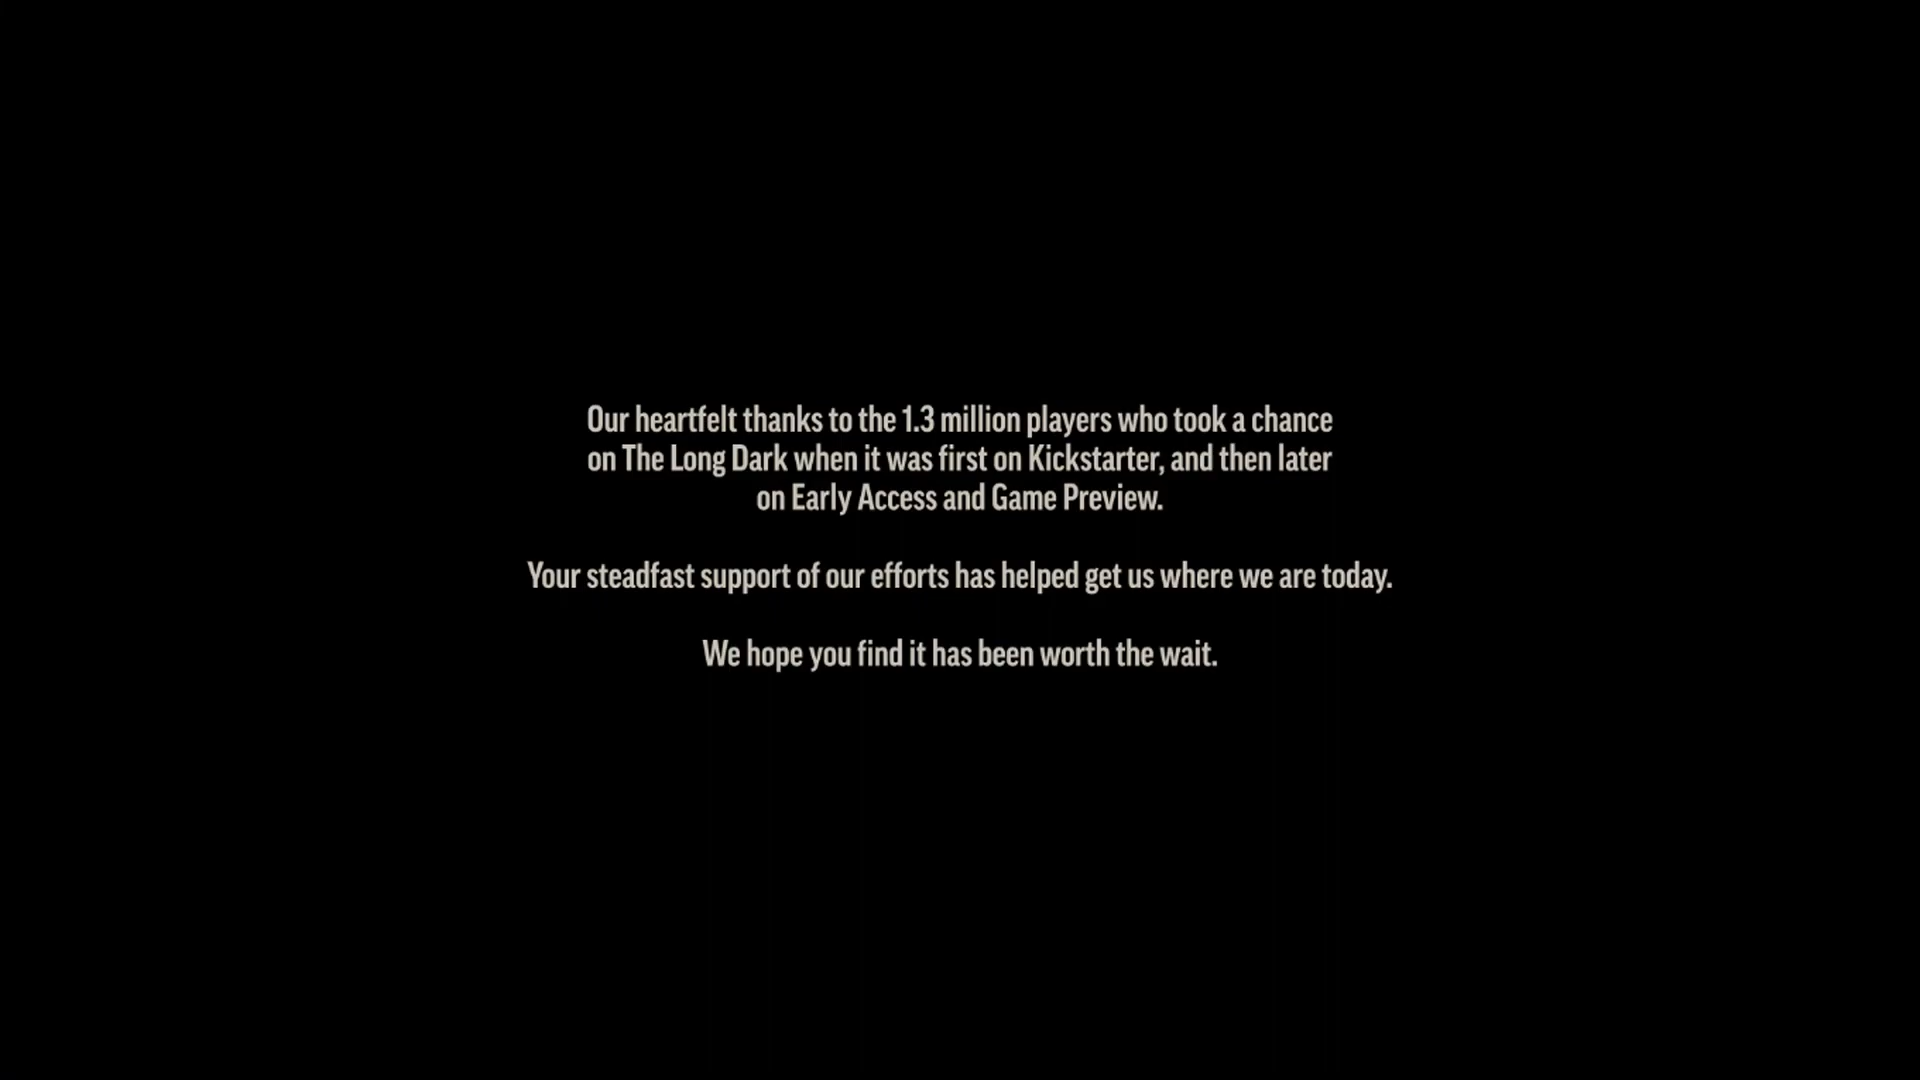 Our heartfelt thanks to the 1.3 million players who took a chance
on The Long Dark when it was first on Kickstarter, and then later
on Early Access and Game Preview.
Your steadfast support of our efforts has helped get us where we are today.
We hope you find it has been worth the wait.